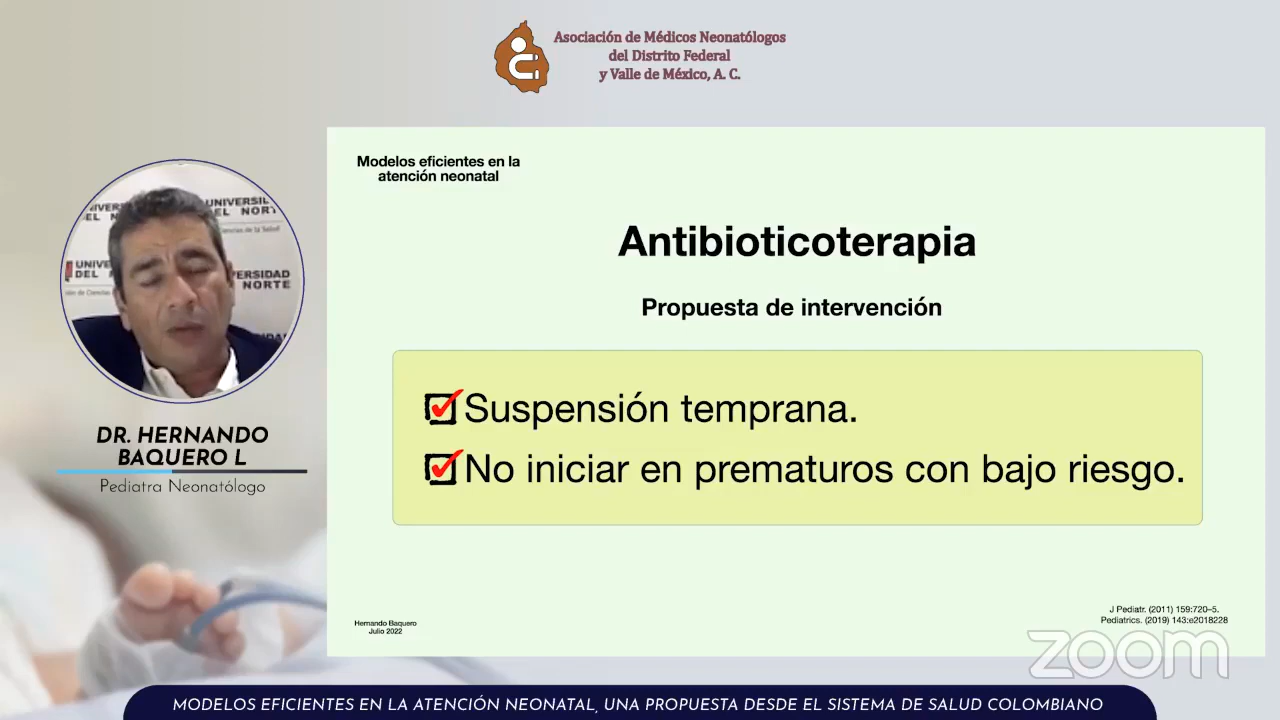 Asociación de Médicos Neonatólogos
del Distrito Federal
y Valle de México, A. C.
Modelos eficientes en la
atención neonatal
Antibioticoterapia
Propuesta de intervención
Suspensión temprana.
No iniciar en prematuros con bajo riesgo.
J Pediatr. (2011) 159:720–5.
Pediatrics. (2019) 143:e2018228
Hernando Baquero
Julio 2022
zoom
UNIVERSIDAD
NORTE
DR. HERNANDO
BAQUERO L
Pediatra Neonatólogo
MODELOS EFICIENTES EN LA ATENCIÓN NEONATAL, UNA PROPUESTA DESDE EL SISTEMA DE SALUD COLOMBIANO